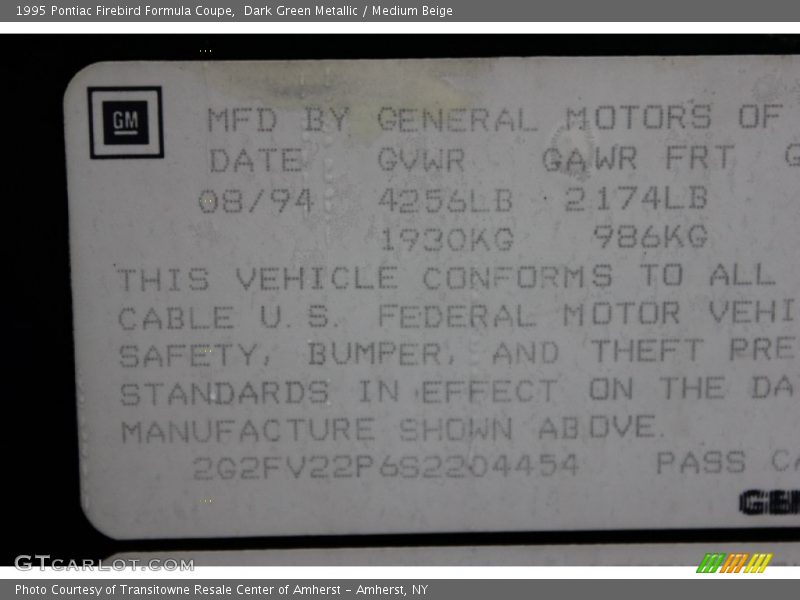 1995 Pontiac Firebird Formula Coupe, Dark Green Metallic / Medium Beige
GM
MFD BY GENERAL MOTORS OF
DATE GVWR GAWR FRT G
08/94 4256LB 2174LB
1930KG 986KG
THIS VEHICLE CONFORMS TO ALL
CABLE U.S. FEDERAL MOTOR VEHI
SAFETY, BUMPER, AND THEFT PRE
STANDARDS IN EFFECT ON THE DA
MANUFACTURE SHOWN ABOVE.
2G2FV22P6S2204454 PASS CA
GEN
GTCARLOT.COM
Photo Courtesy of Transitowne Resale Center of Amherst - Amherst, NY